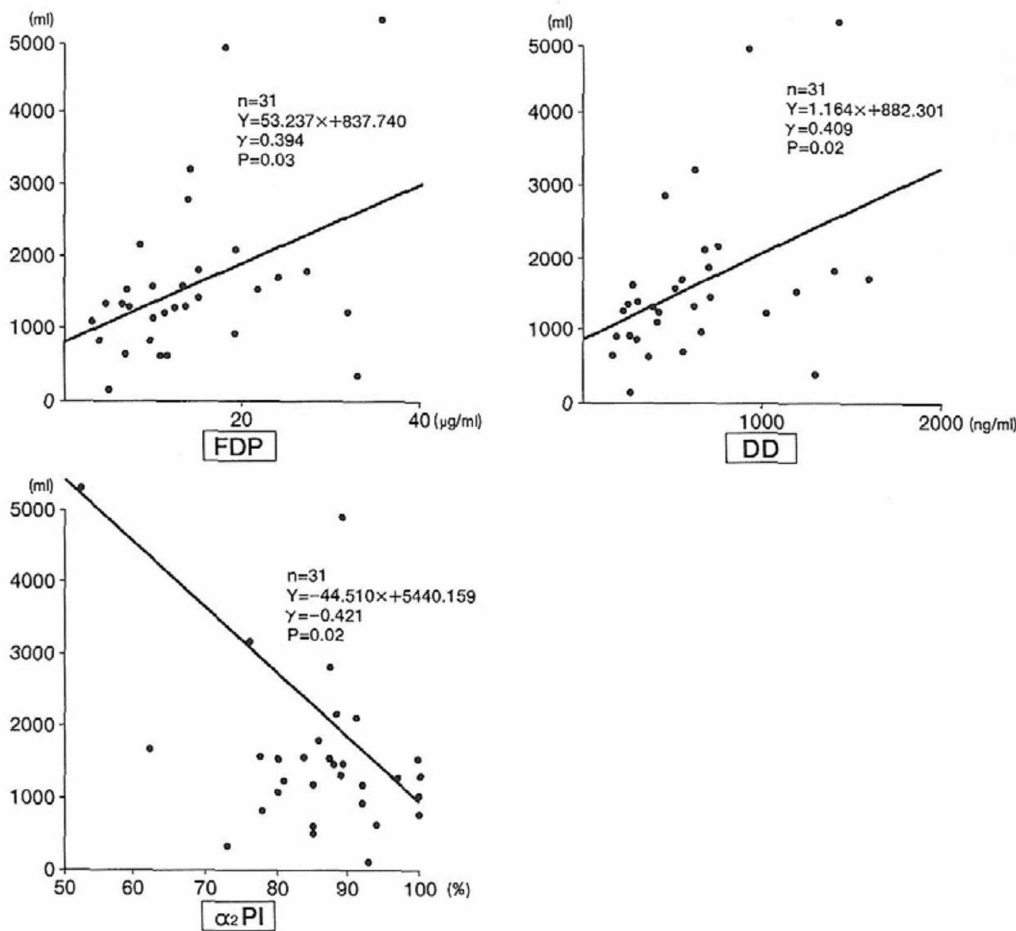 (ml)
5000
4000
3000
2000
1000
0
n=31
Y=53.237×+837.740
γ=0.394
P=0.03
20
40 (μg/ml)
FDP
(ml)
5000
4000
3000
2000
1000
0
n=31
Y=1.164×+882.301
γ=0.409
P=0.02
1000
2000 (ng/ml)
DD
(ml)
5000
4000
3000
2000
1000
0
n=31
Y=-44.510×+5440.159
γ=-0.421
P=0.02
50 60 70 80 90 100 (%)
α₂PI